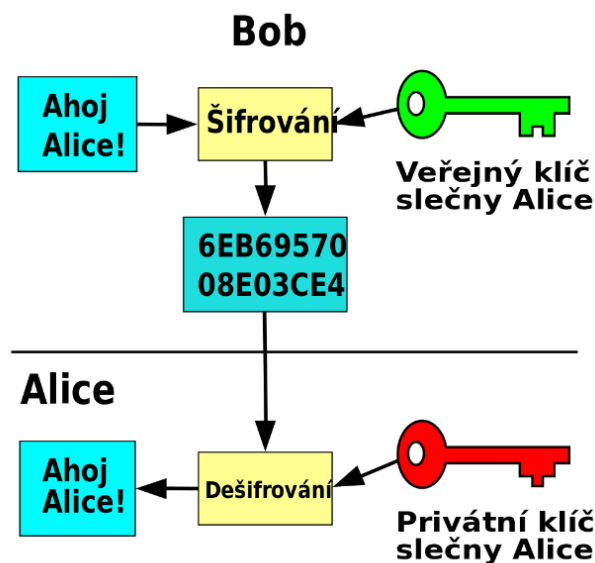 Bob
Ahoj
Alice!
Šifrování
Veřejný klíč
slečny Alice
6EB69570
08E03CE4
Alice
Ahoj
Alice!
Dešifrování
Privátní klíč
slečny Alice